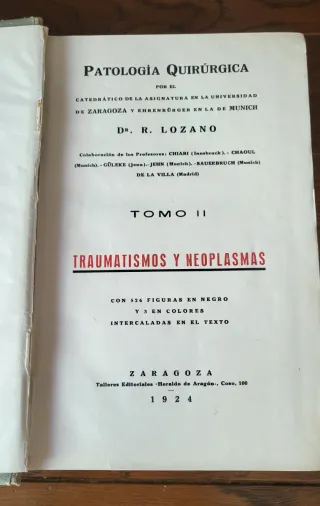 PATOLOGÍA QUIRÚRGICA
POR EL
CATEDRÁTICO DE LA ASIGNATURA EN LA UNIVERSIDAD
DE ZARAGOZA Y EHRENBÜRGER EN LA DE MUNICH
DR. R. LOZANO
Colaboración de los Profesores: CHIARI (Innsbruck).- CHAOUL
(Munich).-GÜLEKE (Jena).-JEHN (Munich).-SAUERBRUCH (Munich)
DE LA VILLA (Madrid)
TOMO II
TRAUMATISMOS Y NEOPLASMAS
CON 526 FIGURAS EN NEGRO
Y 3 EN COLORES
INTERCALADAS EN EL TEXTO
ZARAGOZA
Talleres Editoriales «Heraldo de Aragón», Coso, 100
1924